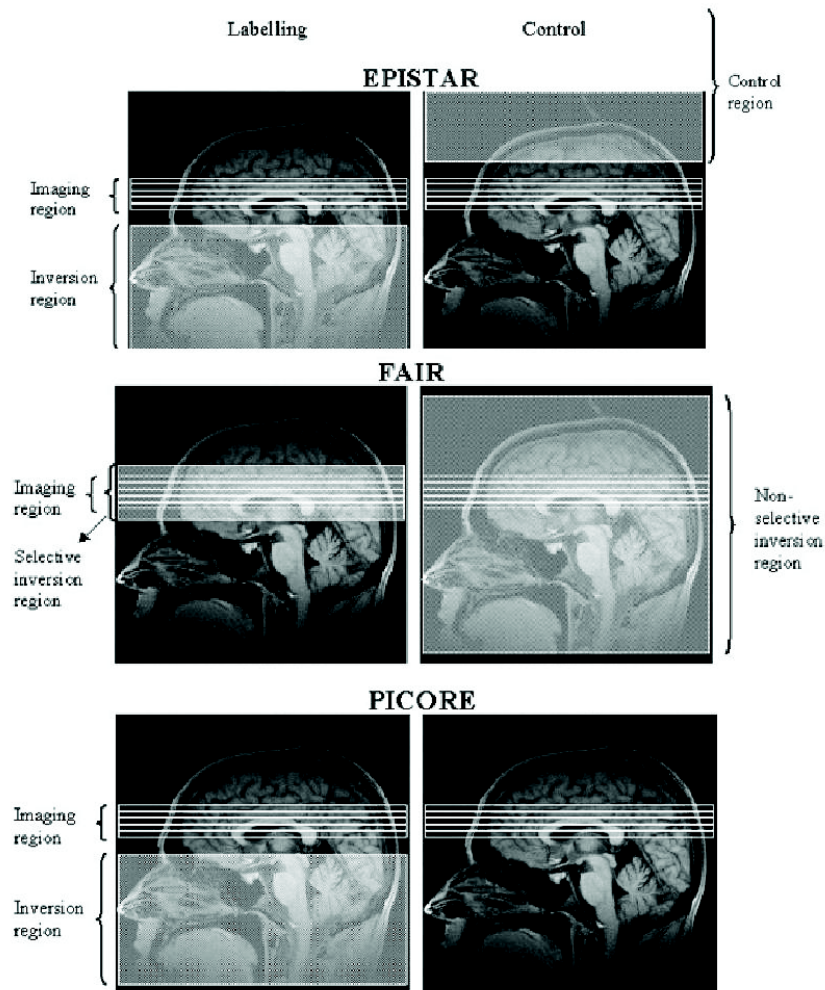 Labelling
Control
EPISTAR
Control
region
Imaging
region
Inversion
region
FAIR
Imaging
region
Selective
inversion
region
Non-
selective
inversion
region
PICORE
Imaging
region
Inversion
region